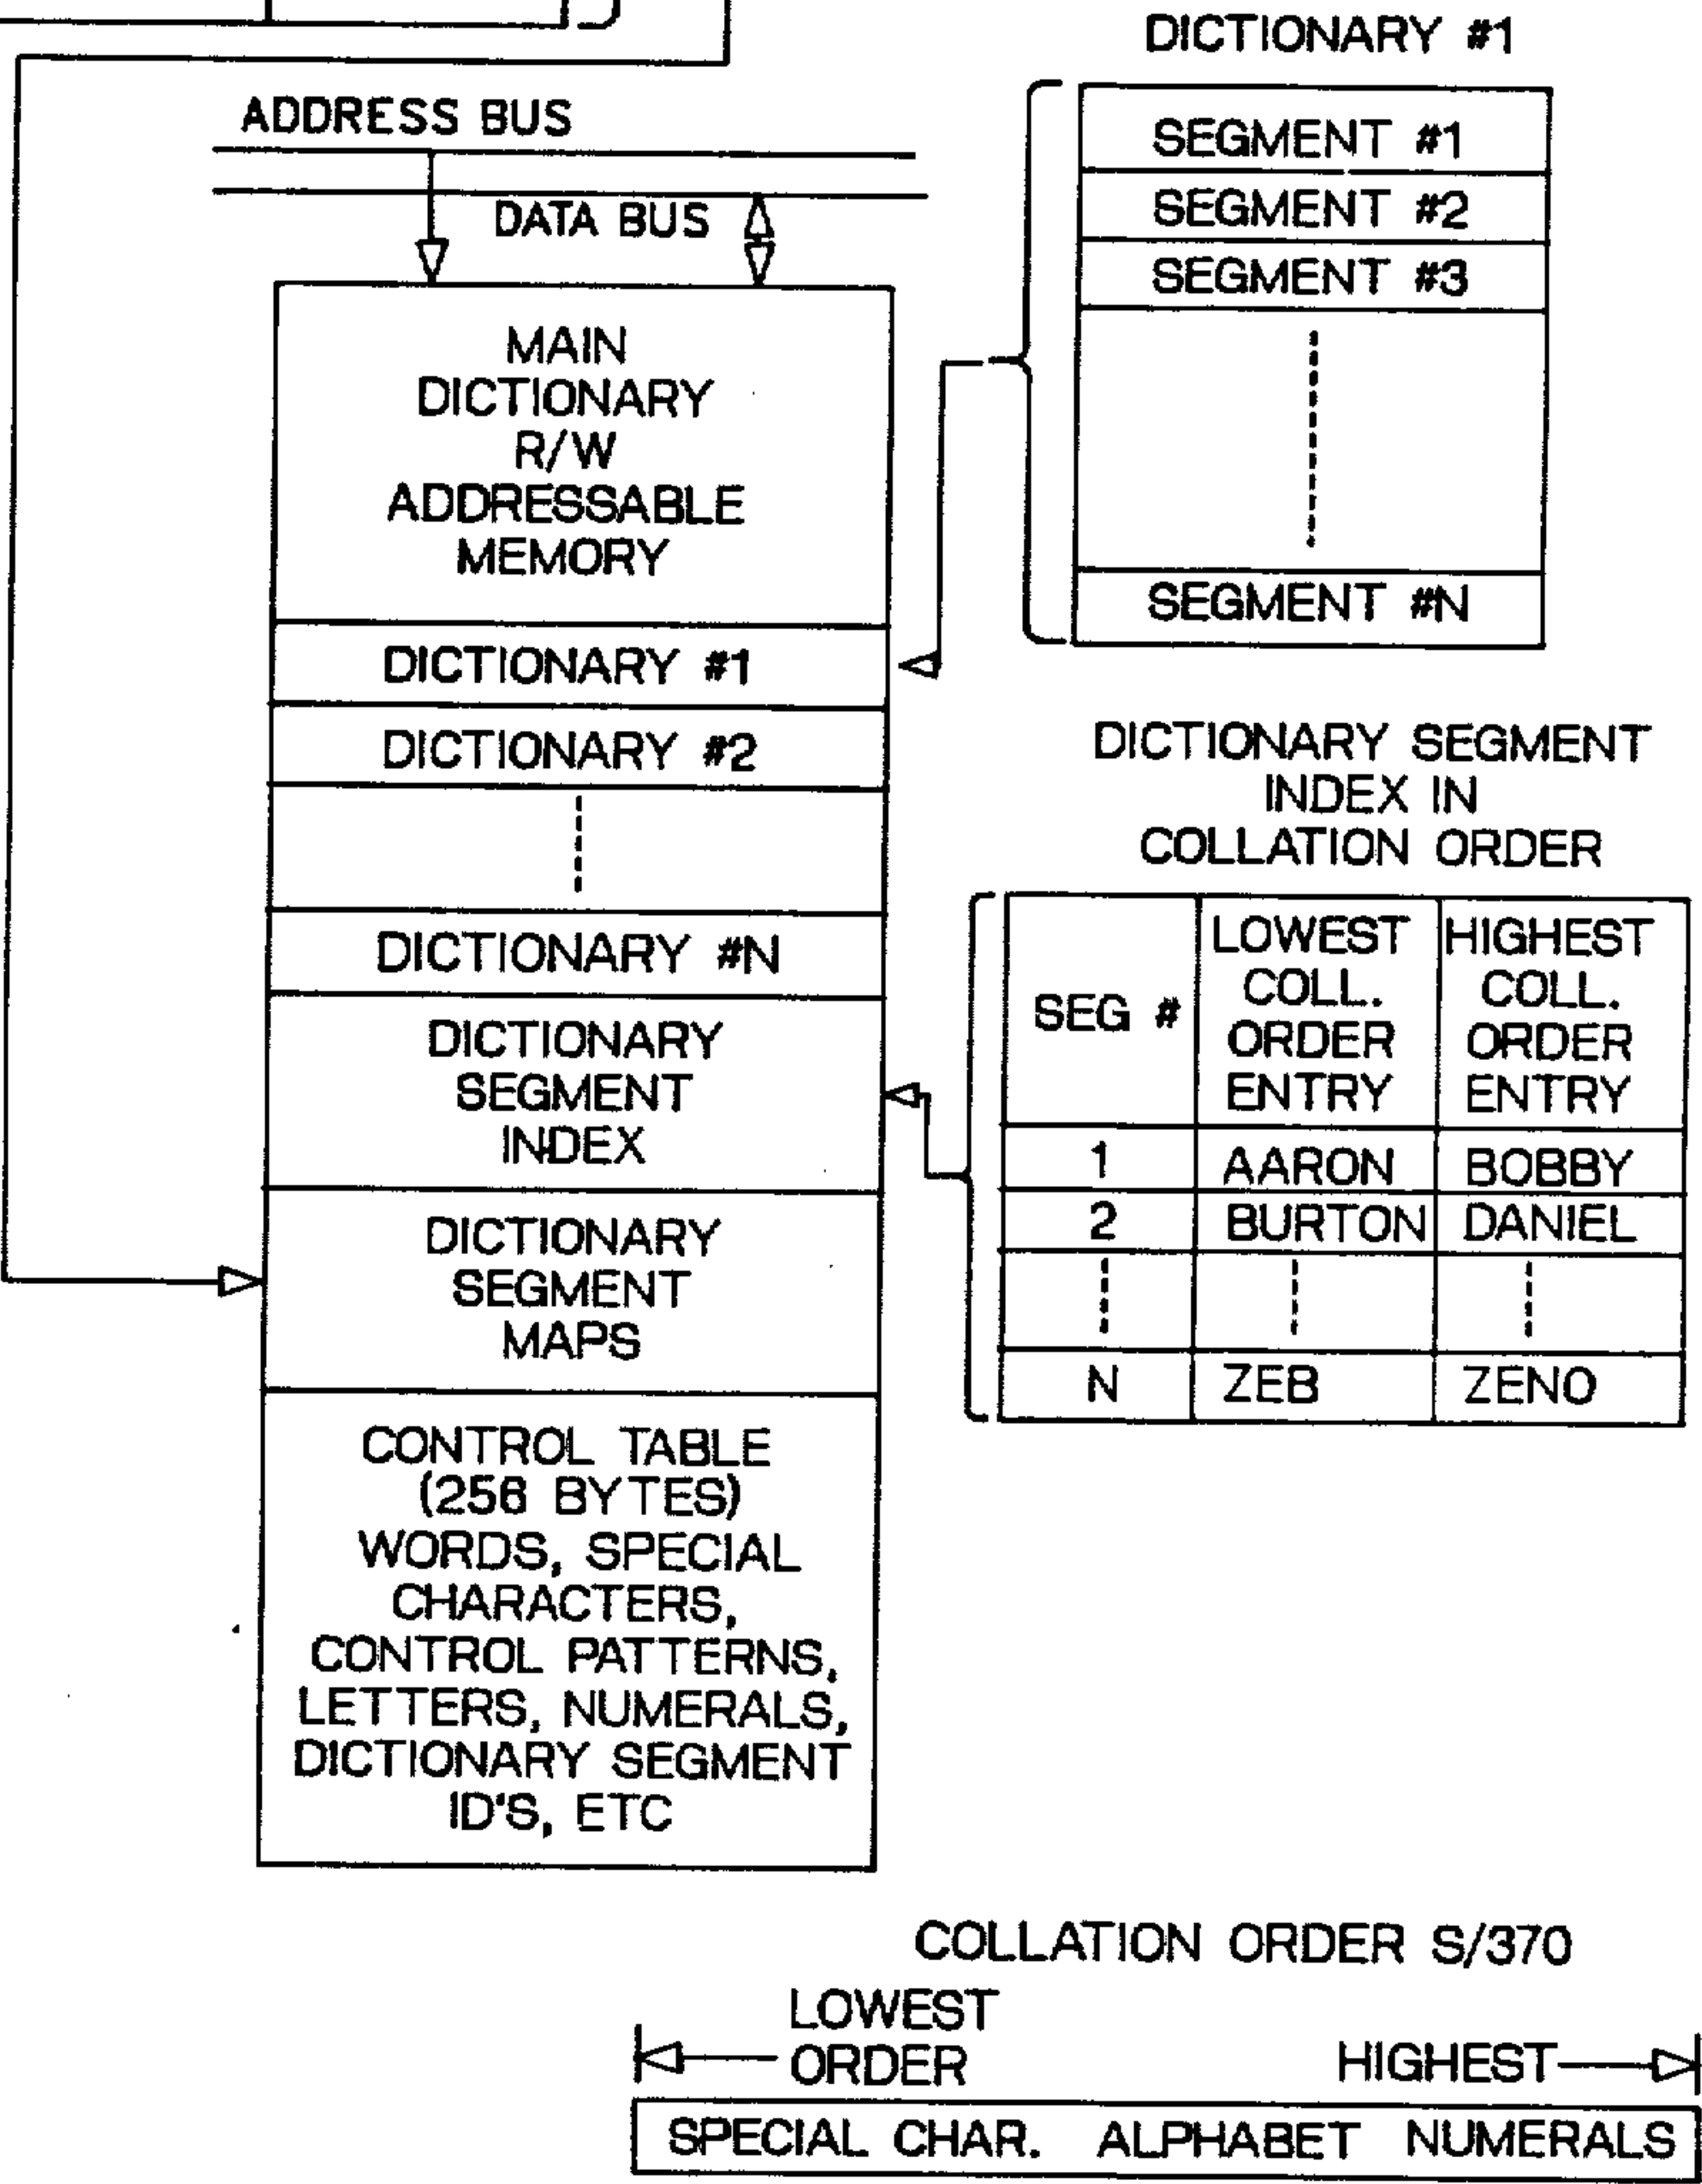 DICTIONARY #1
SEGMENT #1
SEGMENT #2
SEGMENT #3
SEGMENT #N
ADDRESS BUS
DATA BUS
MAIN
DICTIONARY
R/W
ADDRESSABLE
MEMORY
DICTIONARY #1
DICTIONARY #2
DICTIONARY #N
DICTIONARY
SEGMENT
INDEX
DICTIONARY
SEGMENT
MAPS
CONTROL TABLE
(256 BYTES)
WORDS, SPECIAL
CHARACTERS,
CONTROL PATTERNS,
LETTERS, NUMERALS,
DICTIONARY SEGMENT
ID'S, ETC
DICTIONARY SEGMENT
INDEX IN
COLLATION ORDER
SEG #
LOWEST
COLL.
ORDER
ENTRY
HIGHEST
COLL.
ORDER
ENTRY
1 AARON BOBBY
2 BURTON DANIEL
N ZEB ZENO
COLLATION ORDER S/370
LOWEST
ORDER
HIGHEST
SPECIAL CHAR. ALPHABET NUMERALS